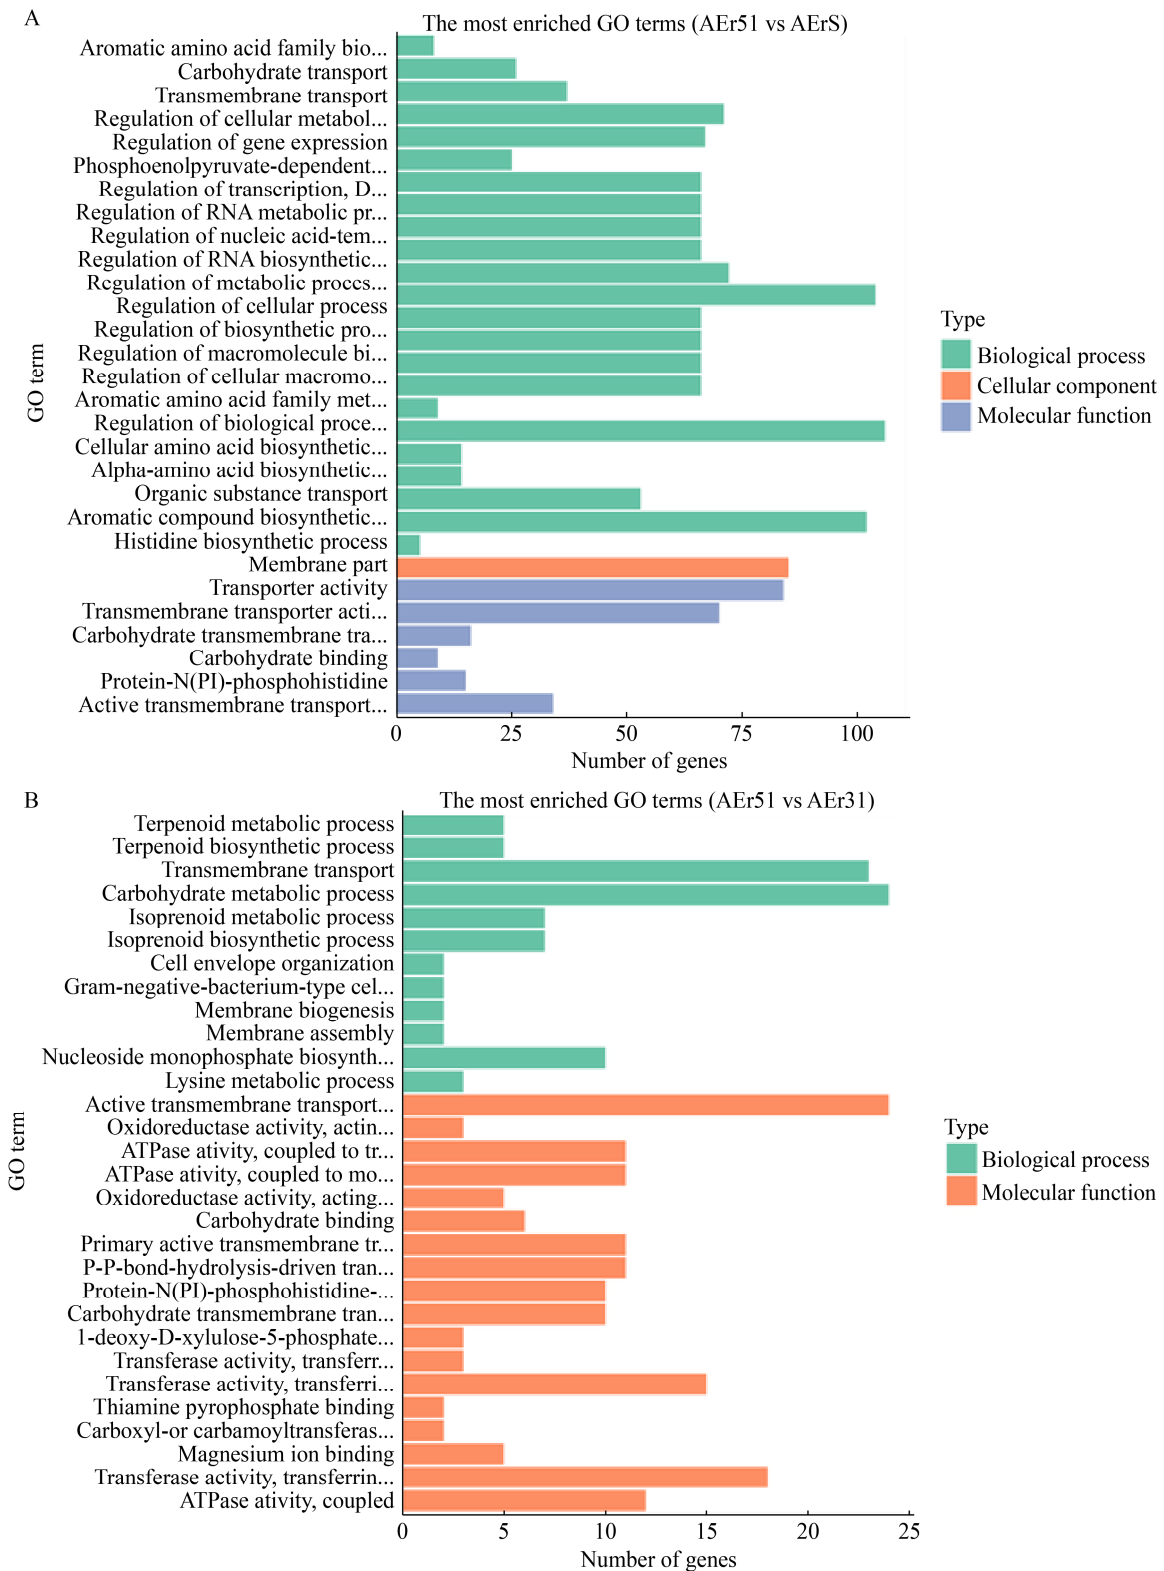 A
The most enriched GO terms (AEr51 vs AErS)
Aromatic amino acid family bio...
Carbohydrate transport
Transmembrane transport
Regulation of cellular metabol...
Regulation of gene expression
Phosphoenolpyruvate-dependent...
Regulation of transcription, D...
Regulation of RNA metabolic pr...
Regulation of nucleic acid-tem...
Regulation of RNA biosynthetic...
Regulation of metabolic proces...
Regulation of cellular process
Regulation of biosynthetic pro...
Regulation of macromolecule bi...
Regulation of cellular macromo...
Aromatic amino acid family met...
Regulation of biological proce...
Cellular amino acid biosynthetic...
Alpha-amino acid biosynthetic...
Organic substance transport
Aromatic compound biosynthetic...
Histidine biosynthetic process
Membrane part
Transporter activity
Transmembrane transporter acti...
Carbohydrate transmembrane tra...
Carbohydrate binding
Protein-N(PI)-phosphohistidine
Active transmembrane transport...
GO term
0 25 50 75 100
Number of genes
Type
Biological process
Cellular component
Molecular function
B
The most enriched GO terms (AEr51 vs AEr31)
Terpenoid metabolic process
Terpenoid biosynthetic process
Transmembrane transport
Carbohydrate metabolic process
Isoprenoid metabolic process
Isoprenoid biosynthetic process
Cell envelope organization
Gram-negative-bacterium-type cel...
Membrane biogenesis
Membrane assembly
Nucleoside monophosphate biosynth...
Lysine metabolic process
Active transmembrane transport...
Oxidoreductase activity, actin...
ATPase ativity, coupled to tr...
ATPase ativity, coupled to mo...
Oxidoreductase activity, acting...
Carbohydrate binding
Primary active transmembrane tr...
P-P-bond-hydrolysis-driven tran...
Protein-N(PI)-phosphohistidine-...
Carbohydrate transmembrane tran...
1-deoxy-D-xylulose-5-phosphate...
Transferase activity, transferr...
Transferase activity, transferri...
Thiamine pyrophosphate binding
Carboxyl-or carbamoyltransferas...
Magnesium ion binding
Transferase activity, transferrin...
ATPase ativity, coupled
GO term
0 5 10 15 20 25
Number of genes
Type
Biological process
Molecular function